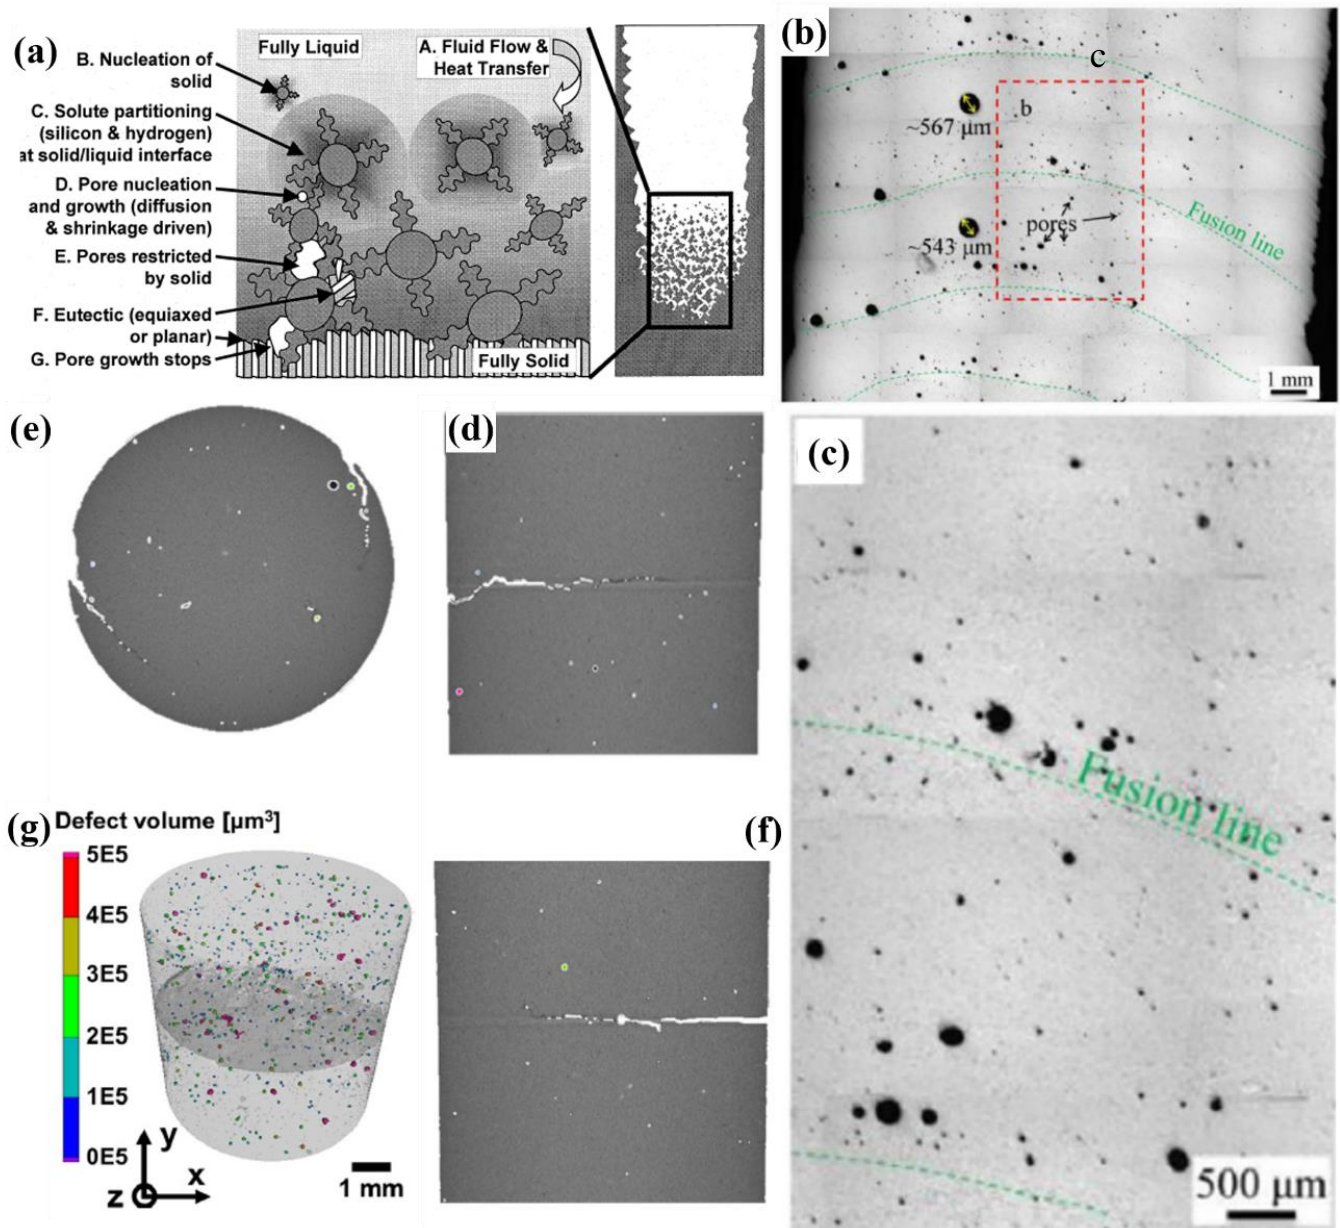 (a)
Fully Liquid
A. Fluid Flow &
Heat Transfer
B. Nucleation of
solid
C. Solute partitioning
(silicon & hydrogen)
at solid/liquid interface
D. Pore nucleation
and growth (diffusion
& shrinkage driven)
E. Pores restricted
by solid
F. Eutectic (equiaxed
or planar)
G. Pore growth stops
Fully Solid
(b)
c
b
~567 μm
pores
~543 μm
Fusion line
1 mm
(e)
(d)
(c)
Fusion line
500 μm
(g)
Defect volume [μm³]
5E5
4E5
3E5
2E5
1E5
0E5
y
x
z
1 mm
(f)